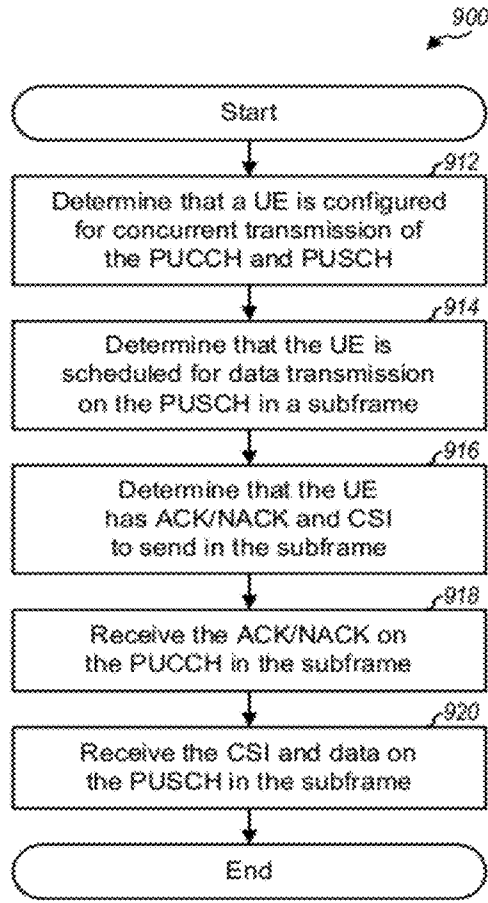 900
Start
912
Determine that a UE is configured
for concurrent transmission of
the PUCCH and PUSCH
914
Determine that the UE is
scheduled for data transmission
on the PUSCH in a subframe
916
Determine that the UE
has ACK/NACK and CSI
to send in the subframe
918
Receive the ACK/NACK on
the PUCCH in the subframe
920
Receive the CSI and data on
the PUSCH in the subframe
End